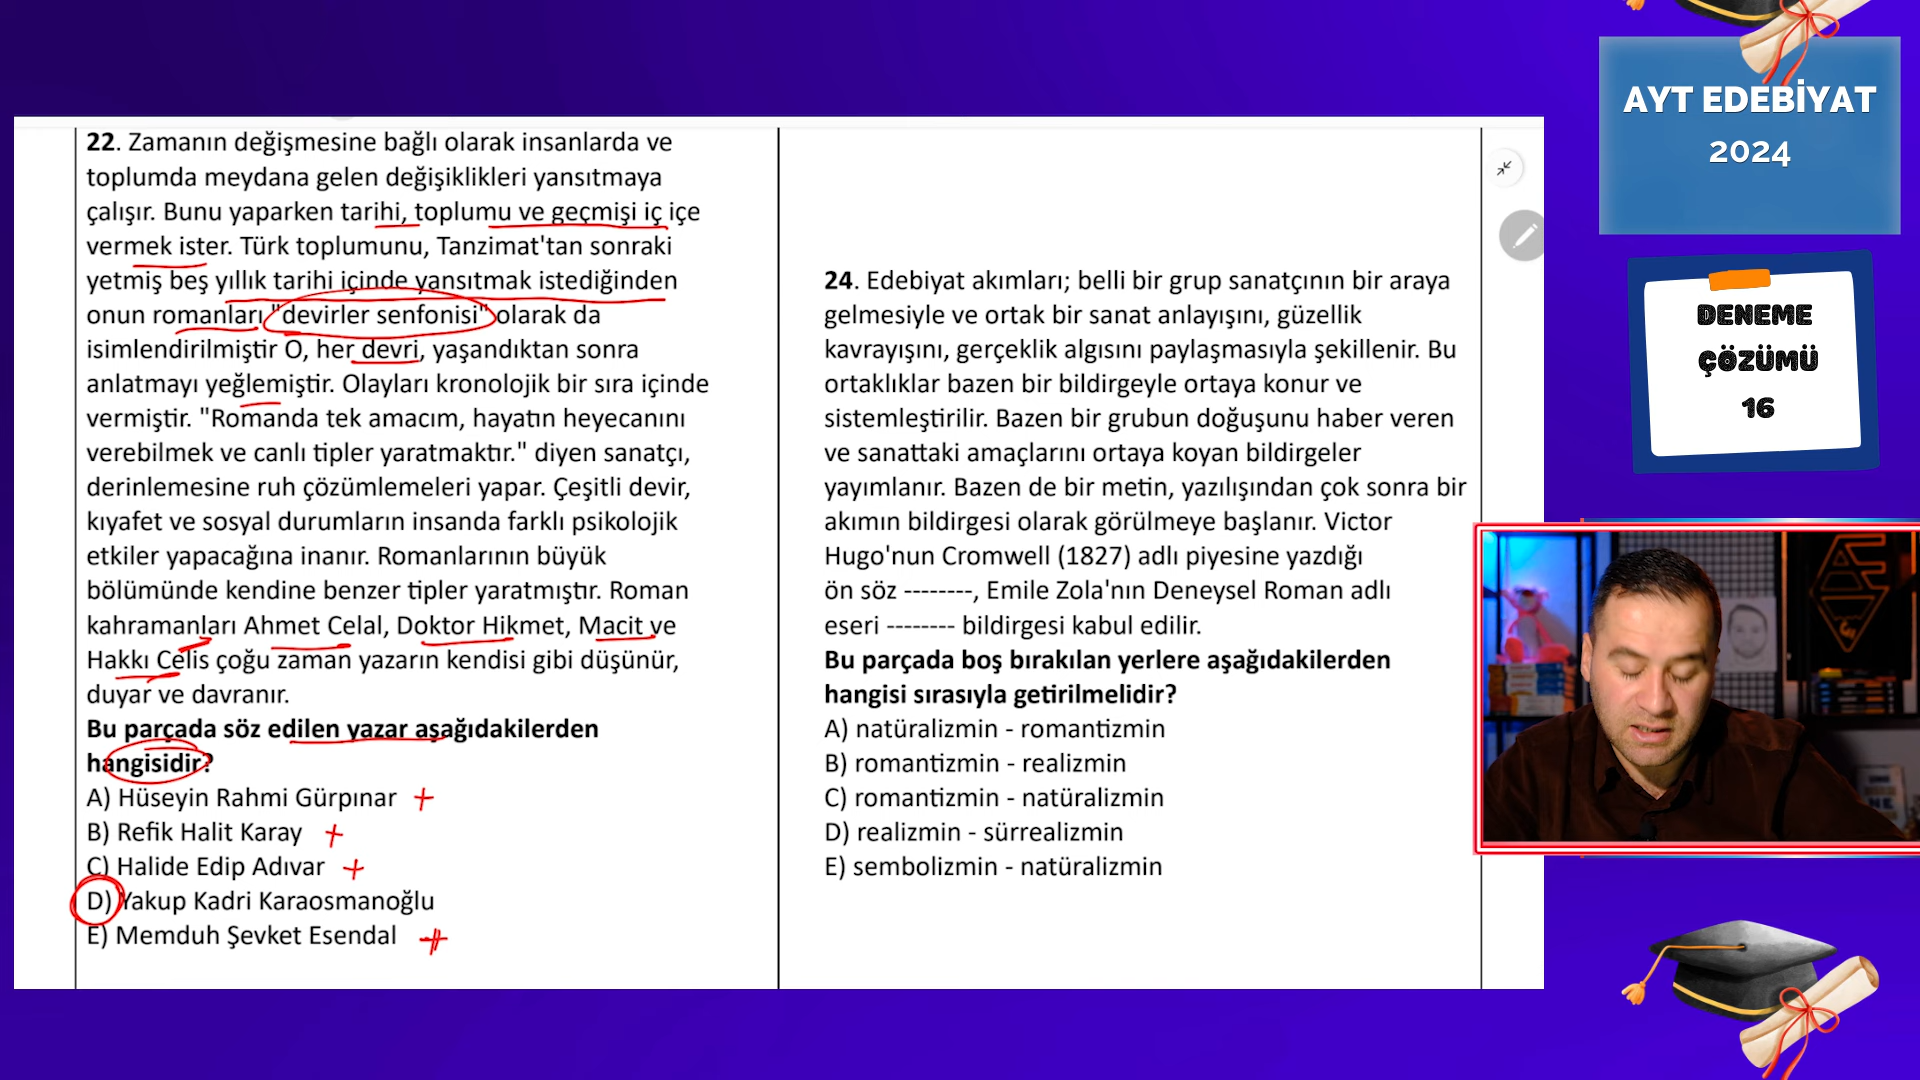 22. Zamanın değişmesine bağlı olarak insanlarda ve
toplumda meydana gelen değişiklikleri yansıtmaya
çalışır. Bunu yaparken tarihi, toplumu ve geçmişi iç içe
vermek ister. Türk toplumunu, Tanzimat'tan sonraki
yetmiş beş yıllık tarihi içinde yansıtmak istediğinden
onun romanları "devirler senfonisi" olarak da
isimlendirilmiştir O, her devri, yaşandıktan sonra
anlatmayı yeğlemiştir. Olayları kronolojik bir sıra içinde
vermiştir. "Romanda tek amacım, hayatın heyecanını
verebilmek ve canlı tipler yaratmaktır." diyen sanatçı,
derinlemesine ruh çözümlemeleri yapar. Çeşitli devir,
kıyafet ve sosyal durumların insanda farklı psikolojik
etkiler yapacağına inanır. Romanlarının büyük
bölümünde kendine benzer tipler yaratmıştır. Roman
kahramanları Ahmet Celal, Doktor Hikmet, Macit ve
Hakkı Celis çoğu zaman yazarın kendisi gibi düşünür,
duyar ve davranır.
Bu parçada söz edilen yazar aşağıdakilerden
hangisidir?
A) Hüseyin Rahmi Gürpınar
B) Refik Halit Karay
C) Halide Edip Adıvar
D) Yakup Kadri Karaosmanoğlu
E) Memduh Şevket Esendal
24. Edebiyat akımları; belli bir grup sanatçının bir araya
gelmesiyle ve ortak bir sanat anlayışını, güzellik
kavrayışını, gerçeklik algısını paylaşmasıyla şekillenir. Bu
ortaklıklar bazen bir bildirgeyle ortaya konur ve
sistemleştirilir. Bazen bir grubun doğuşunu haber veren
ve sanattaki amaçlarını ortaya koyan bildirgeler
yayımlanır. Bazen de bir metin, yazılışından çok sonra bir
akımın bildirgesi olarak görülmeye başlanır. Victor
Hugo'nun Cromwell (1827) adlı piyesine yazdığı
ön söz --------, Emile Zola'nın Deneysel Roman adlı
eseri -------- bildirgesi kabul edilir.
Bu parçada boş bırakılan yerlere aşağıdakilerden
hangisi sırasıyla getirilmelidir?
A) natüralizmin - romantizmin
B) romantizmin - realizmin
C) romantizmin - natüralizmin
D) realizmin - sürrealizmin
E) sembolizmin - natüralizmin
AYT EDEBİYAT
2024
DENEME
ÇÖZÜMÜ
16